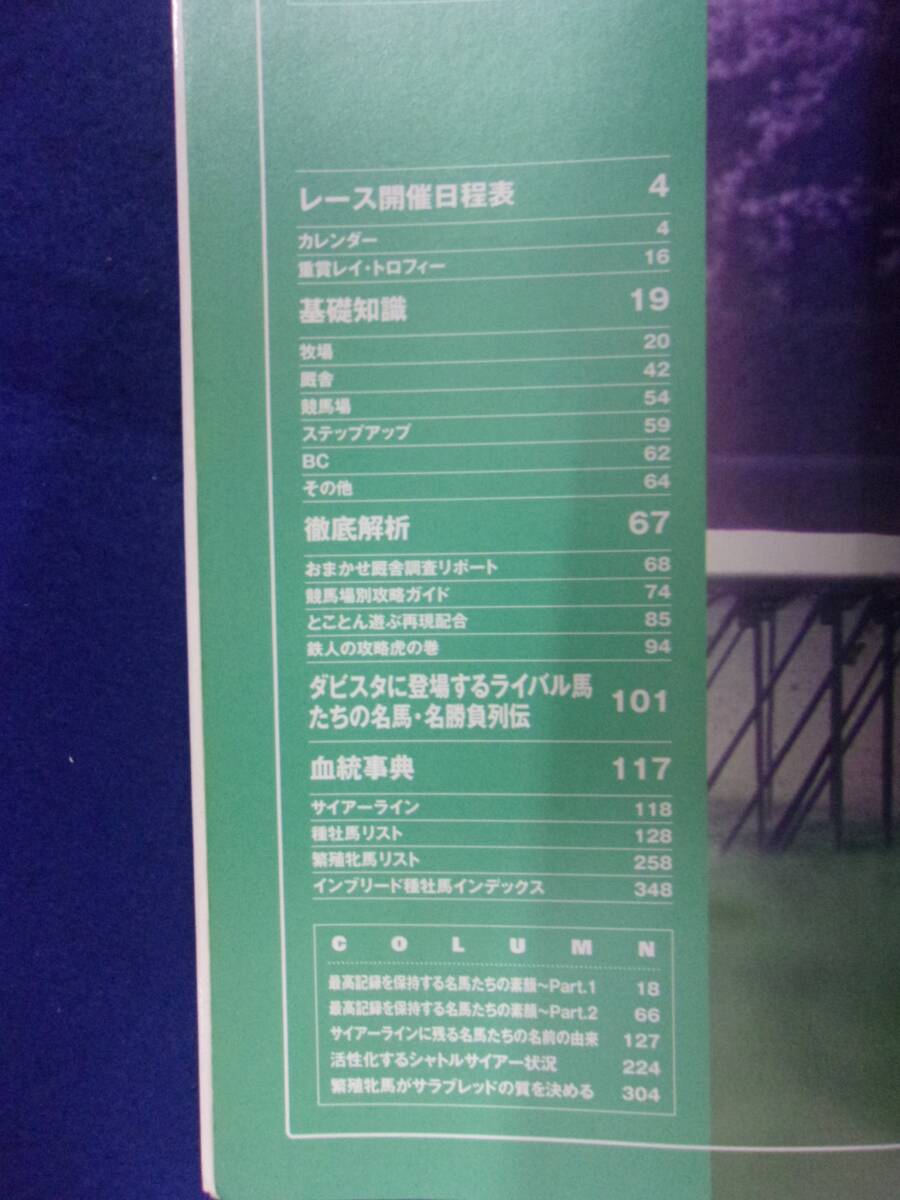 レース開催日程表 4
カレンダー 4
重賞レイ・トロフィー 16
基礎知識 19
牧場 20
厩舎 42
競馬場 54
ステップアップ 59
BC 62
その他 64
徹底解析 67
おまかせ厩舎調査リポート 68
競馬場別攻略ガイド 74
とことん遊ぶ再現配合 85
鉄人の攻略虎の巻 94
ダビスタに登場するライバル馬
たちの名馬・名勝負列伝 101
血統事典 117
サイアーライン 118
種牡馬リスト 128
繁殖牝馬リスト 258
インブリード種牡馬インデックス 348
COLUMN
最高記録を保持する名馬たちの素顔～Part.1 18
最高記録を保持する名馬たちの素顔～Part.2 66
サイアーラインに残る名馬たちの名前の由来 127
活性化するシャトルサイアー状況 224
繁殖牝馬がサラブレッドの質を決める 304